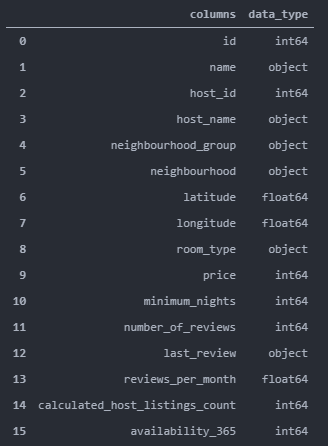 columns data_type
0 id int64
1 name object
2 host_id int64
3 host_name object
4 neighbourhood_group object
5 neighbourhood object
6 latitude float64
7 longitude float64
8 room_type object
9 price int64
10 minimum_nights int64
11 number_of_reviews int64
12 last_review object
13 reviews_per_month float64
14 calculated_host_listings_count int64
15 availability_365 int64